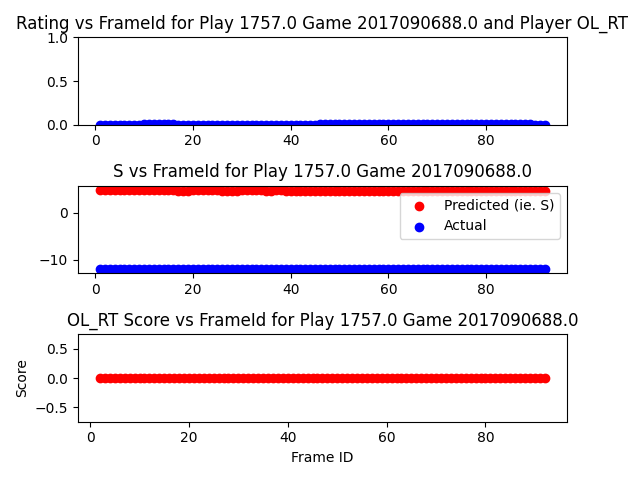 Rating vs FrameId for Play 1757.0 Game 2017090688.0 and Player OL_RT
1.0
0.5
0.0
0 20 40 60 80
S vs FrameId for Play 1757.0 Game 2017090688.0
0
−10
Predicted (ie. S)
Actual
0 20 40 60 80
OL_RT Score vs FrameId for Play 1757.0 Game 2017090688.0
Score
0.5
0.0
−0.5
0 20 40 60 80
Frame ID